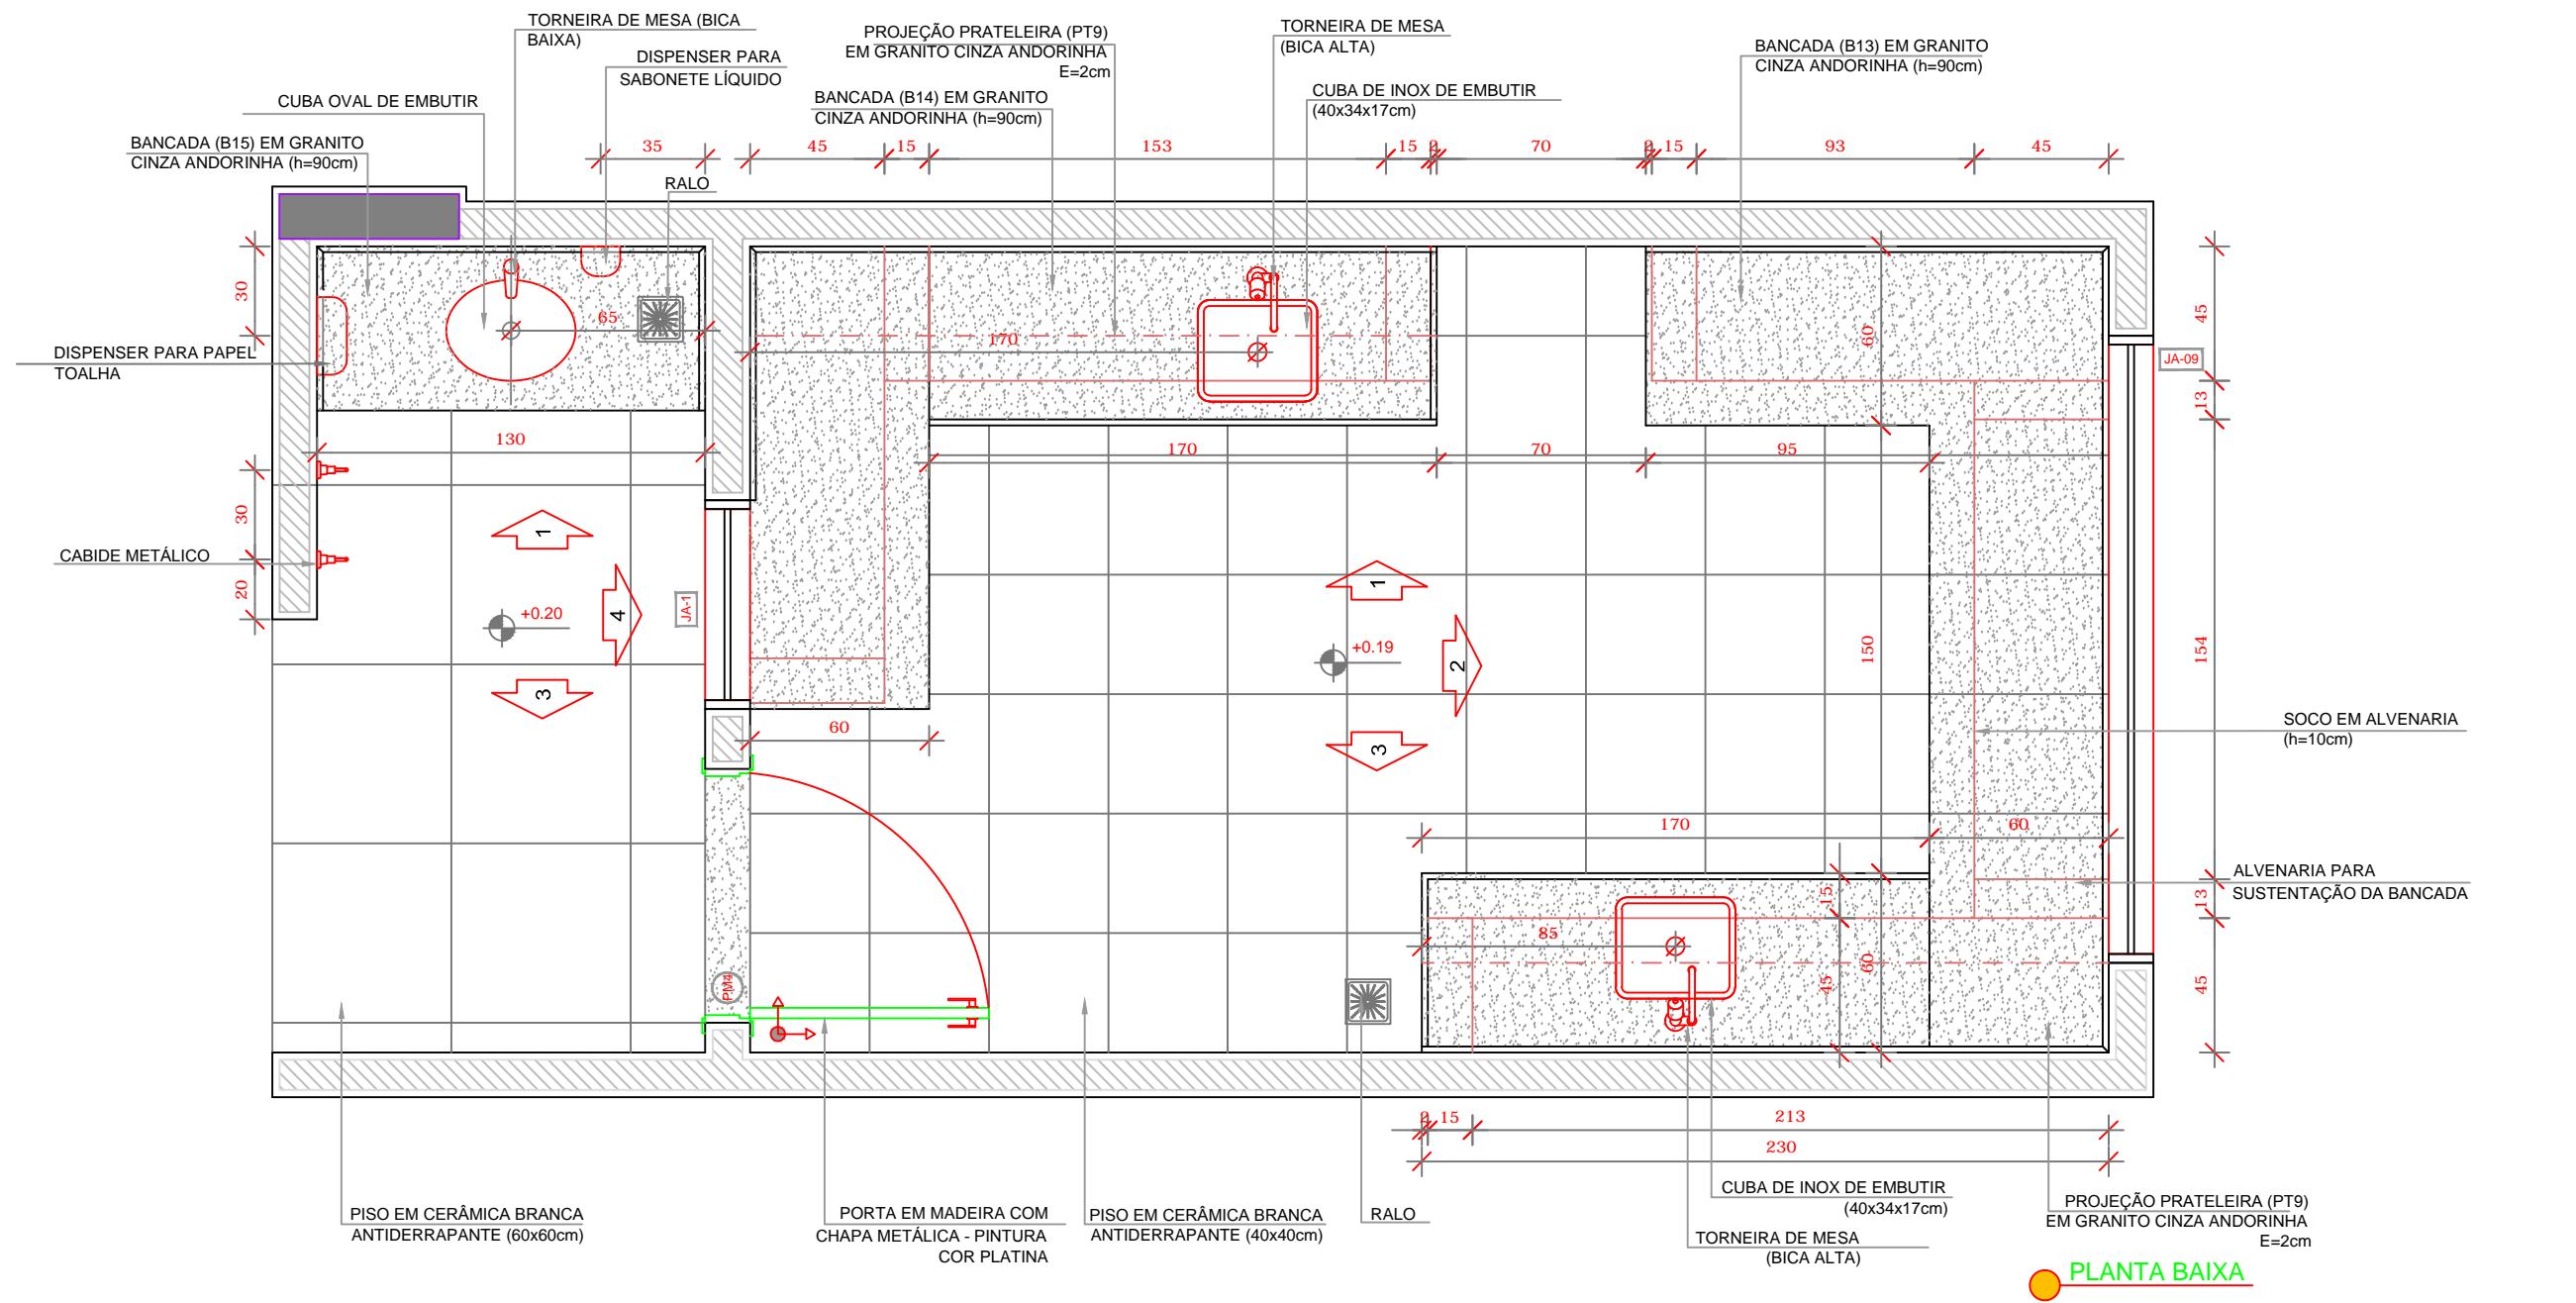 TORNEIRA DE MESA (BICA
BAIXA)
DISPENSER PARA
SABONETE LÍQUIDO
CUBA OVAL DE EMBUTIR
BANCADA (B15) EM GRANITO
CINZA ANDORINHA (h=90cm)
RALO
PROJEÇÃO PRATELEIRA (PT9)
EM GRANITO CINZA ANDORINHA
E=2cm
BANCADA (B14) EM GRANITO
CINZA ANDORINHA (h=90cm)
TORNEIRA DE MESA
(BICA ALTA)
CUBA DE INOX DE EMBUTIR
(40x34x17cm)
BANCADA (B13) EM GRANITO
CINZA ANDORINHA (h=90cm)
35
45
15
153
15
2
70
2
15
93
45
30
65
170
60
45
JA-09
DISPENSER PARA PAPEL
TOALHA
13
130
170
70
95
30
1
CABIDE METÁLICO
20
4
JA-1
+0.20
3
1
+0.19
2
3
150
154
60
SOCO EM ALVENARIA
(h=10cm)
170
60
ALVENARIA PARA
SUSTENTAÇÃO DA BANCADA
15
13
85
45
60
45
PM4
2
15
213
230
PISO EM CERÂMICA BRANCA
ANTIDERRAPANTE (60x60cm)
PORTA EM MADEIRA COM
CHAPA METÁLICA - PINTURA
COR PLATINA
PISO EM CERÂMICA BRANCA
ANTIDERRAPANTE (40x40cm)
RALO
CUBA DE INOX DE EMBUTIR
(40x34x17cm)
TORNEIRA DE MESA
(BICA ALTA)
PROJEÇÃO PRATELEIRA (PT9)
EM GRANITO CINZA ANDORINHA
E=2cm
PLANTA BAIXA